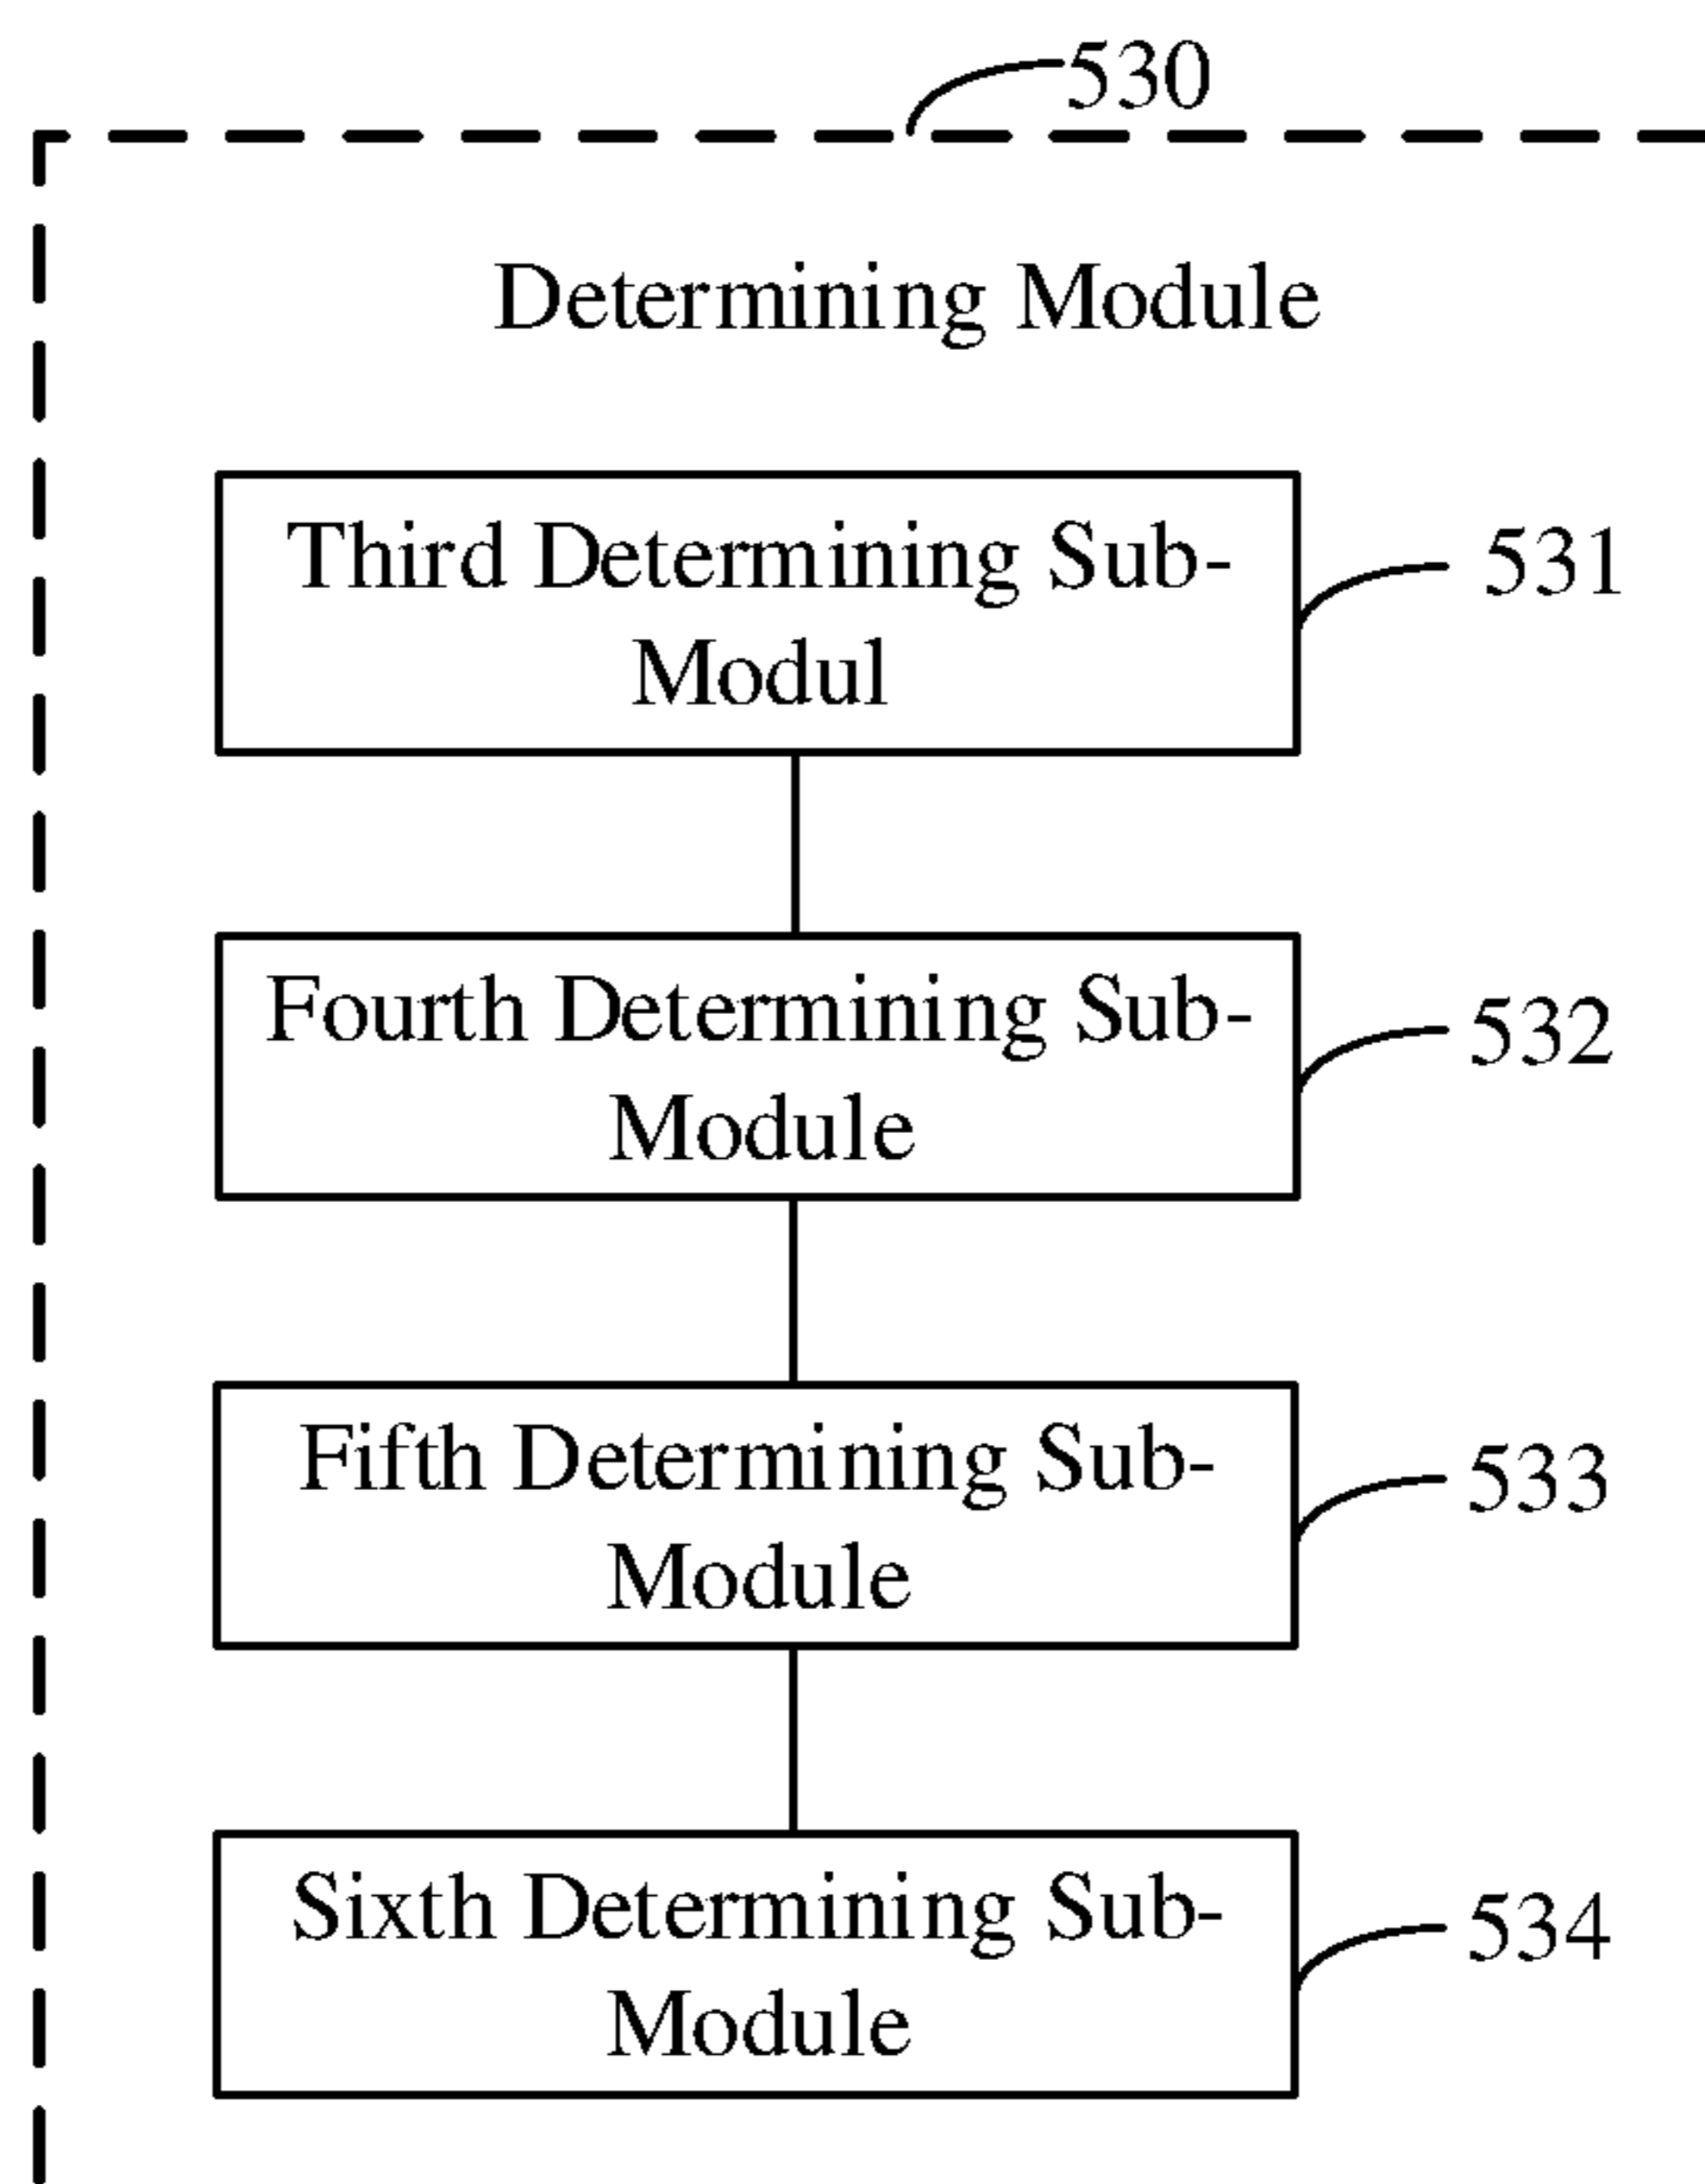 530
Determining Module
Third Determining Sub-
Modul
531
Fourth Determining Sub-
Module
532
Fifth Determining Sub-
Module
533
Sixth Determining Sub-
Module
534